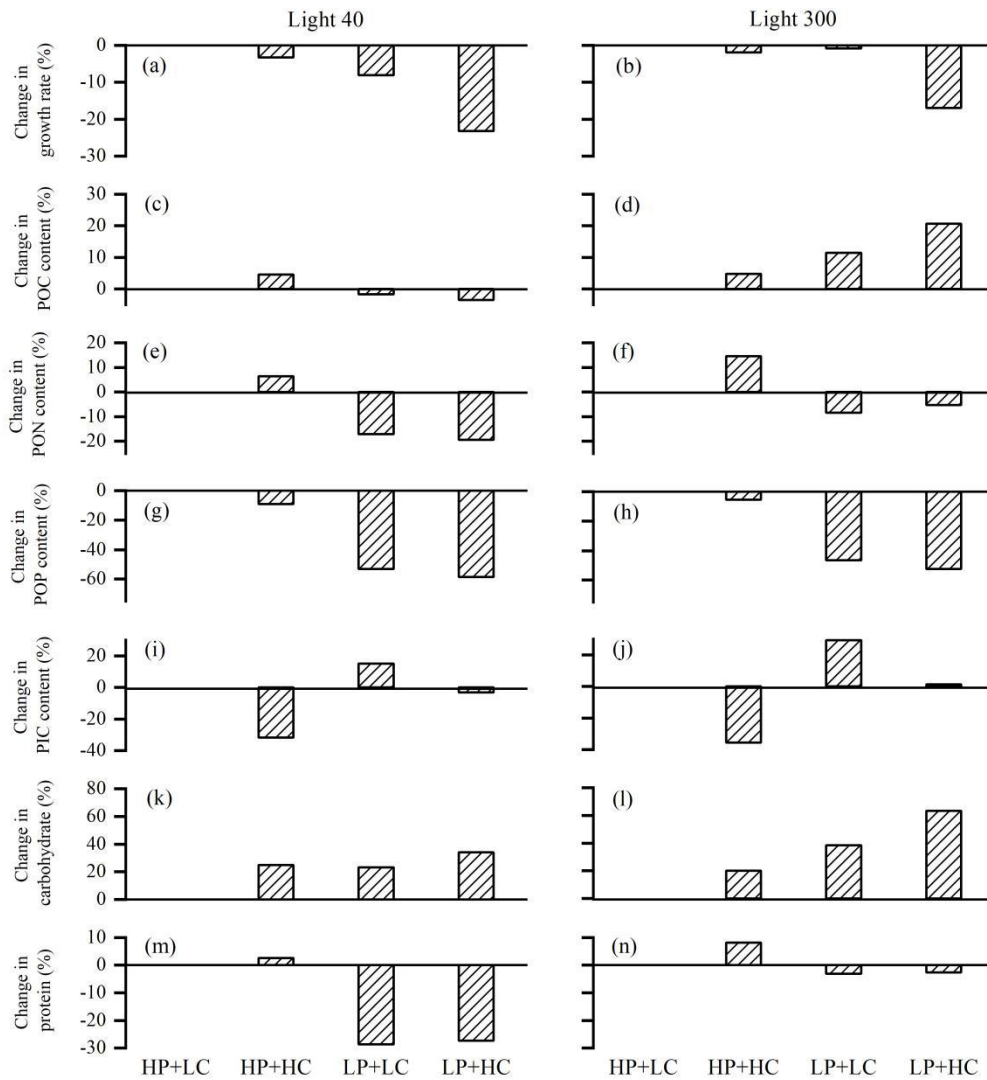 Light 40
Light 300
Change in
growth rate (%)
0
-10
-20
-30
(a)
(b)
Change in
POC content (%)
30
20
10
0
(c)
(d)
Change in
PON content (%)
20
10
0
-10
-20
(e)
(f)
Change in
POP content (%)
0
-20
-40
-60
(g)
(h)
Change in
PIC content (%)
20
0
-20
-40
(i)
(j)
Change in
carbohydrate (%)
80
60
40
20
0
(k)
(l)
Change in
protein (%)
10
0
-10
-20
-30
(m)
(n)
HP+LC HP+HC LP+LC LP+HC
HP+LC HP+HC LP+LC LP+HC